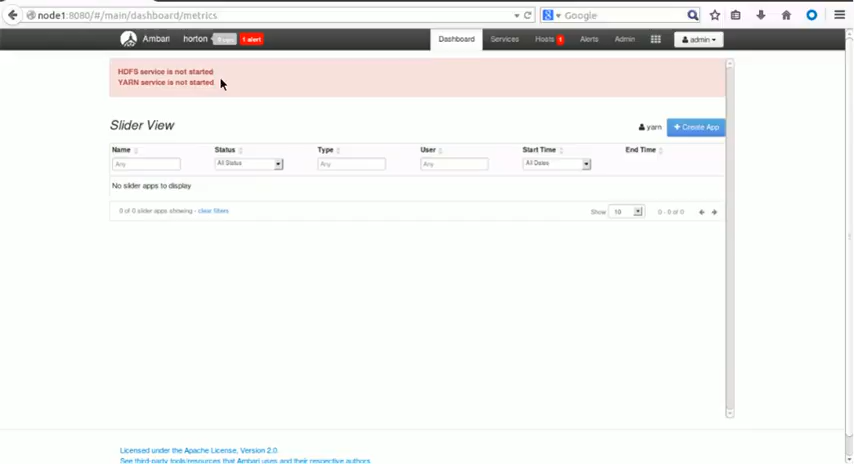 node1:8080/#/main/dashboard/metrics
Google
Ambari horton 1 alert Dashboard Services Hosts 1 Alerts Admin admin
HDFS service is not started
YARN service is not started
Slider View
yarn + Create App
Name Status Type User Start Time End Time
Any All Status Any Any All Dates
No slider apps to display
0 of 0 slider apps showing - clear filters Show 10 0 - 0 of 0
Licensed under the Apache License, Version 2.0.
See third-party tools/resources that Ambari uses and their respective authors.